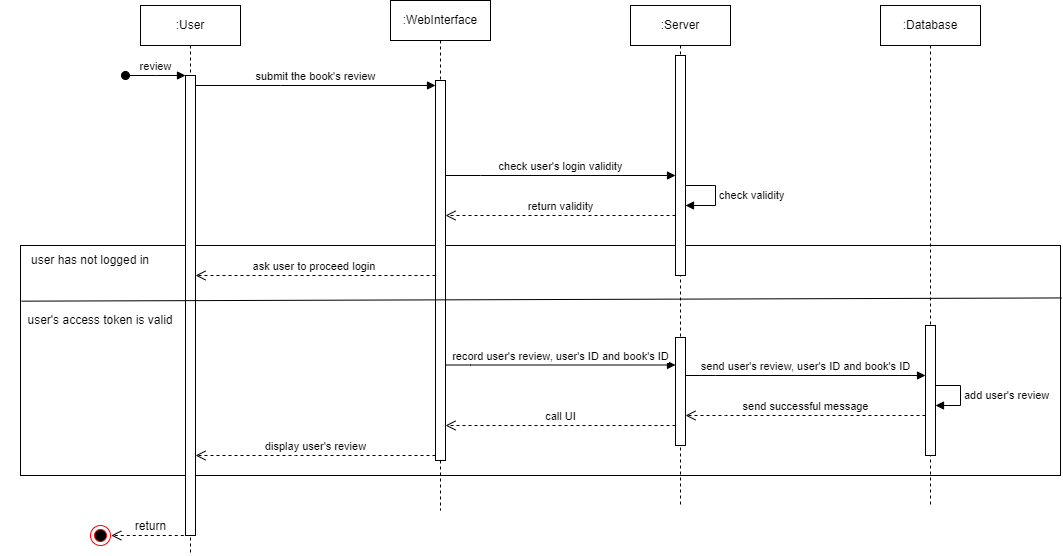 :User
:WebInterface
:Server
:Database
review
submit the book's review
check user's login validity
check validity
return validity
user has not logged in
ask user to proceed login
user's access token is valid
record user's review, user's ID and book's ID
send user's review, user's ID and book's ID
add user's review
send successful message
call UI
display user's review
return